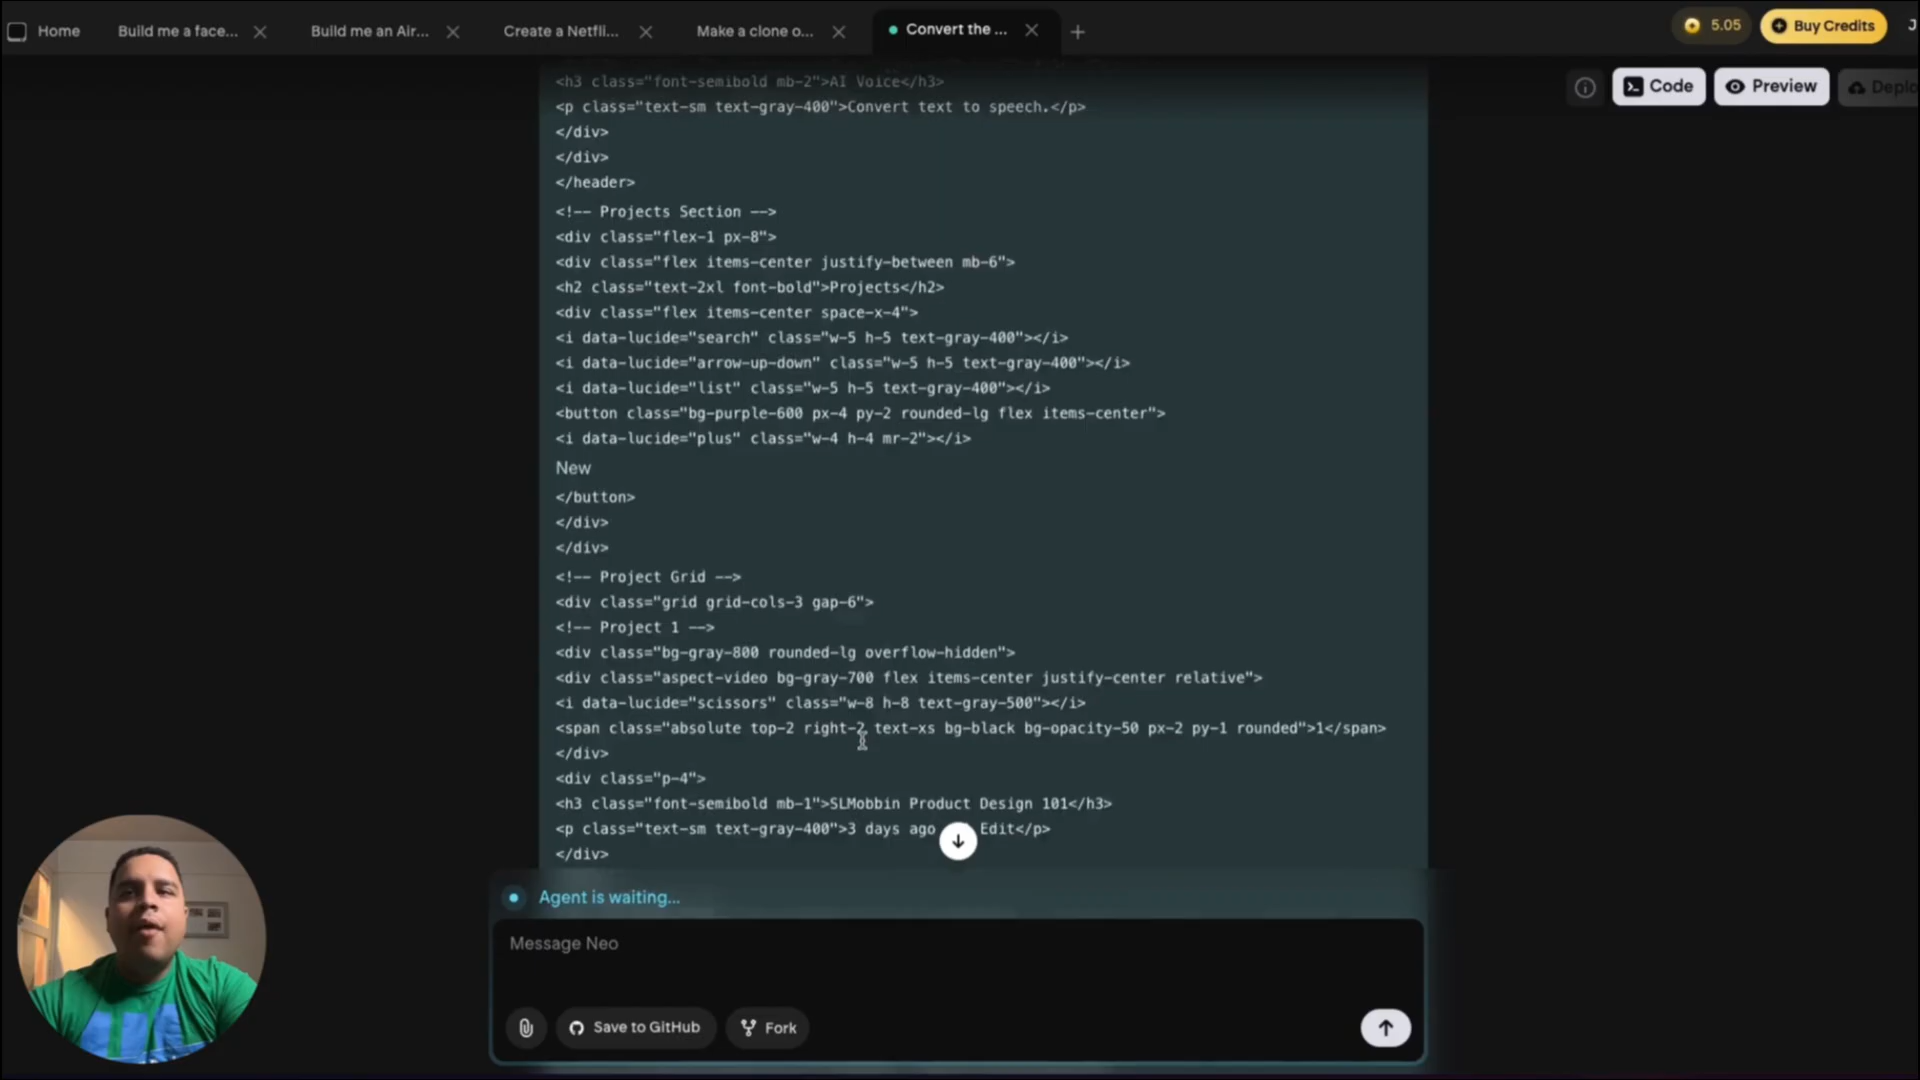 Home
Build me a face...
Build me an Air...
Create a Netfli...
Make a clone o...
Convert the ...
5.05
Buy Credits
J
Code
Preview
Deplo
<h3 class="font-semibold mb-2">AI Voice</h3>
<p class="text-sm text-gray-400">Convert text to speech.</p>
</div>
</div>
</header>
<!-- Projects Section -->
<div class="flex-1 px-8">
<div class="flex items-center justify-between mb-6">
<h2 class="text-2xl font-bold">Projects</h2>
<div class="flex items-center space-x-4">
<i data-lucide="search" class="w-5 h-5 text-gray-400"></i>
<i data-lucide="arrow-up-down" class="w-5 h-5 text-gray-400"></i>
<i data-lucide="list" class="w-5 h-5 text-gray-400"></i>
<button class="bg-purple-600 px-4 py-2 rounded-lg flex items-center">
<i data-lucide="plus" class="w-4 h-4 mr-2"></i>
New
</button>
</div>
</div>
<!-- Project Grid -->
<div class="grid grid-cols-3 gap-6">
<!-- Project 1 -->
<div class="bg-gray-800 rounded-lg overflow-hidden">
<div class="aspect-video bg-gray-700 flex items-center justify-center relative">
<i data-lucide="scissors" class="w-8 h-8 text-gray-500"></i>
<span class="absolute top-2 right-2 text-xs bg-black bg-opacity-50 px-2 py-1 rounded">1</span>
</div>
<div class="p-4">
<h3 class="font-semibold mb-1">SLMobbin Product Design 101</h3>
<p class="text-sm text-gray-400">3 days ago Edit</p>
</div>
Agent is waiting...
Message Neo
Save to GitHub
Fork